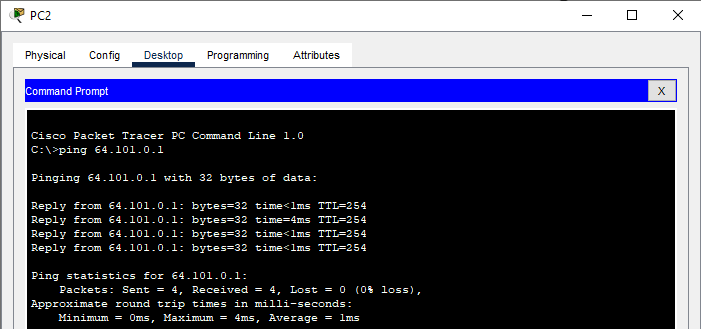 PC2
Physical Config Desktop Programming Attributes
Command Prompt X
Cisco Packet Tracer PC Command Line 1.0
C:\>ping 64.101.0.1
Pinging 64.101.0.1 with 32 bytes of data:
Reply from 64.101.0.1: bytes=32 time<1ms TTL=254
Reply from 64.101.0.1: bytes=32 time=4ms TTL=254
Reply from 64.101.0.1: bytes=32 time<1ms TTL=254
Reply from 64.101.0.1: bytes=32 time<1ms TTL=254
Ping statistics for 64.101.0.1:
Packets: Sent = 4, Received = 4, Lost = 0 (0% loss),
Approximate round trip times in milli-seconds:
Minimum = 0ms, Maximum = 4ms, Average = 1ms